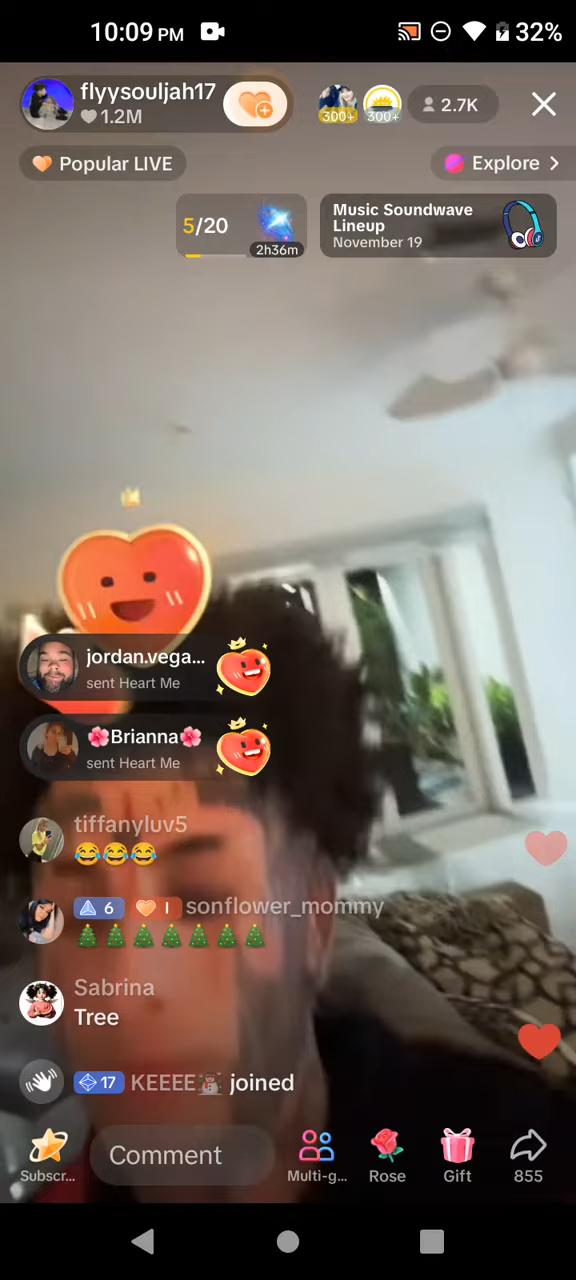 10:09 PM
32%
flyysouljah17
1.2M
300+
300+
2.7K
Popular LIVE
Explore >
5/20
2h36m
Music Soundwave
Lineup
November 19
jordan.vega...
sent Heart Me
🌸Brianna🌸
sent Heart Me
tiffanyluv5
😂😂😂
6 I sonflower_mommy
🎄🎄🎄🎄🎄🎄🎄
Sabrina
Tree
17 KEEEE☃️ joined
Subscr...
Comment
Multi-g...
Rose
Gift
855